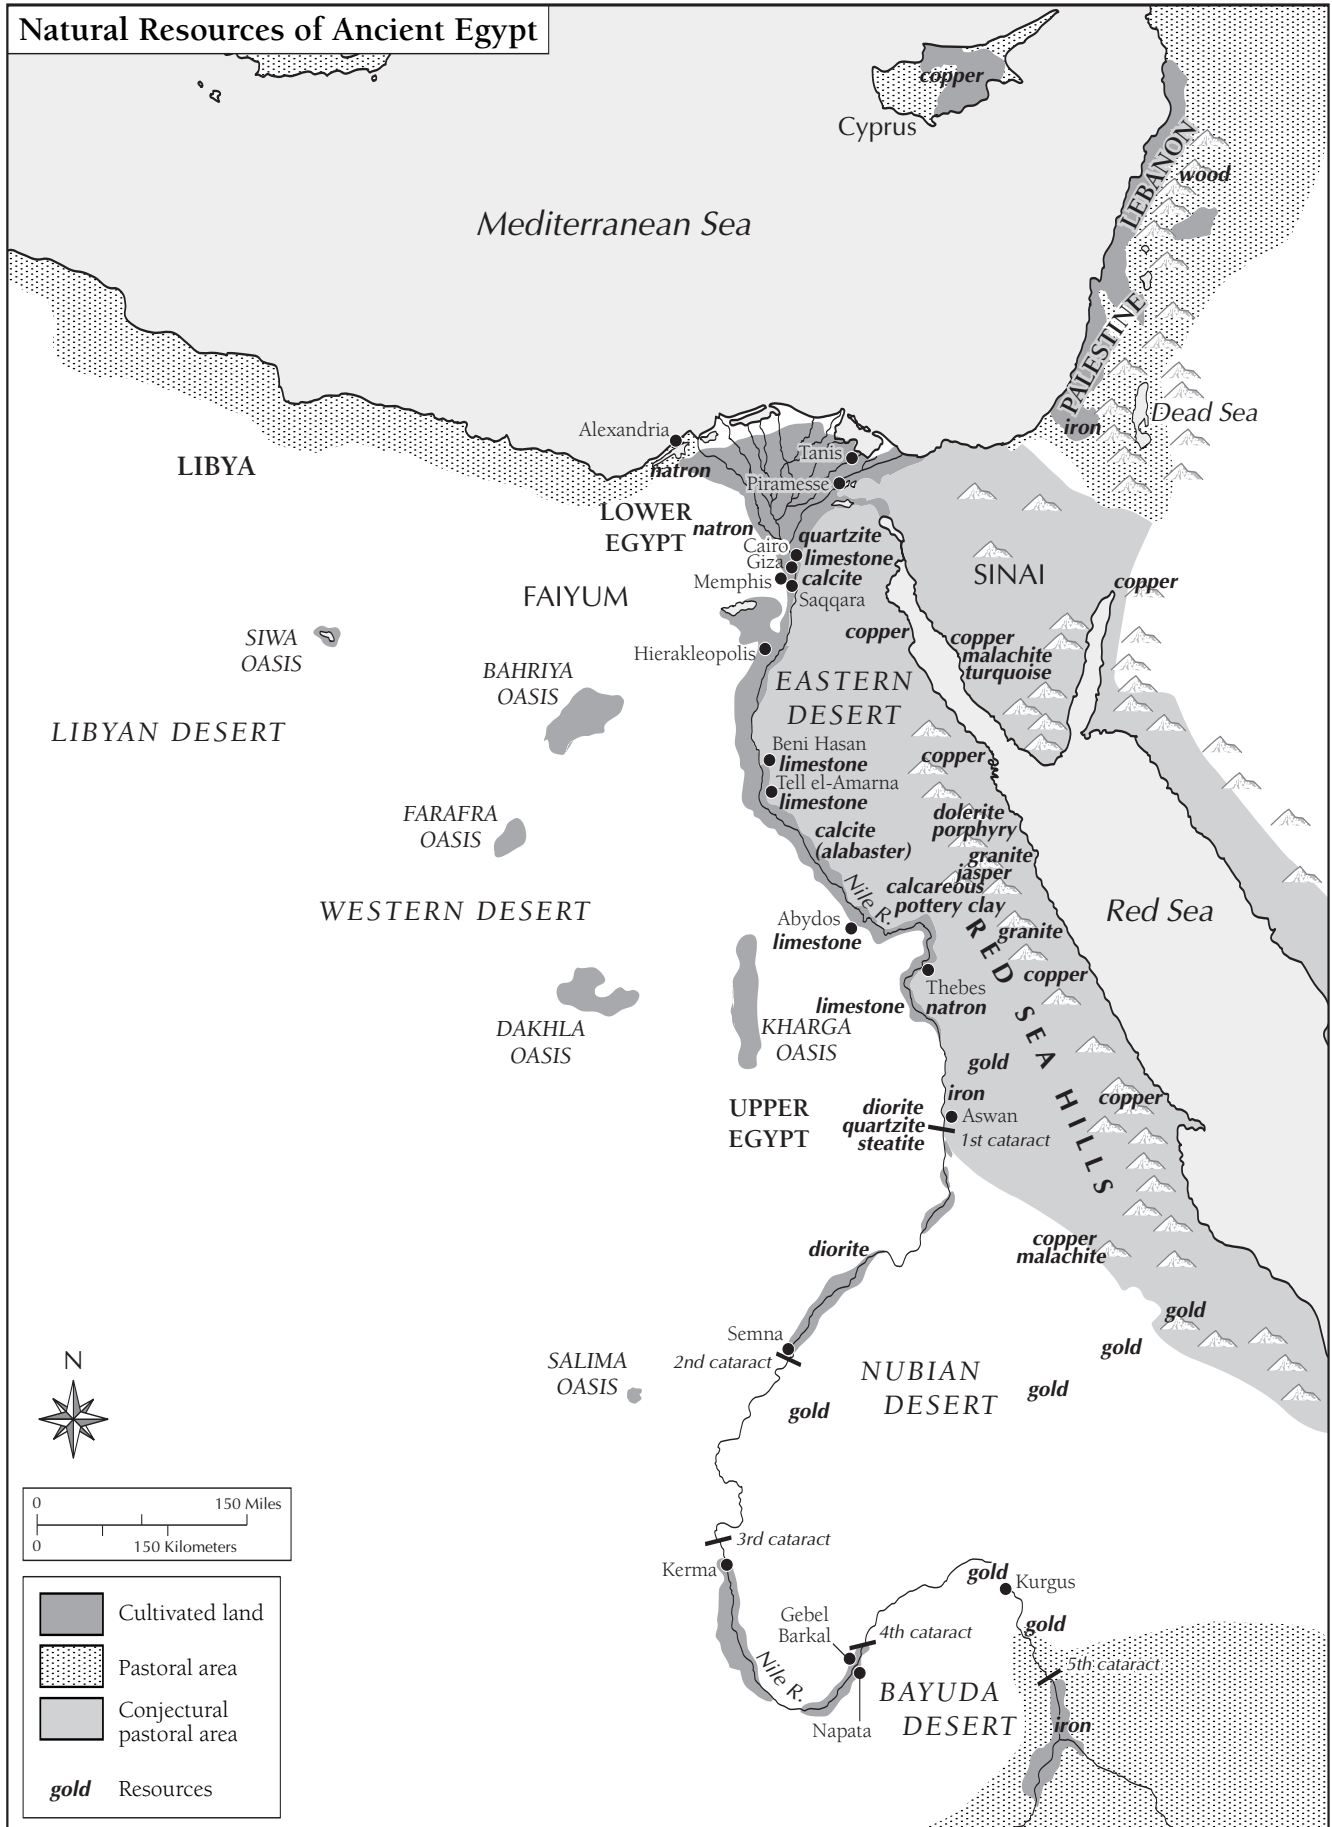 Natural Resources of Ancient Egypt
copper
Cyprus
LEBANON
wood
Mediterranean Sea
PALESTINE
Dead Sea
iron
Alexandria
LIBYA
natron
Tanis
Piramesse
LOWER
EGYPT
natron
quartzite
Cairo
limestone
Giza
calcite
Memphis
Saqqara
SINAI
copper
FAIYUM
copper
copper
malachite
turquoise
SIWA
OASIS
Hierakleopolis
BAHRIYA
OASIS
EASTERN
DESERT
LIBYAN DESERT
Beni Hasan
limestone
copper
Tell el-Amarna
limestone
FARAFRA
OASIS
dolerite
porphyry
calcite
(alabaster)
granite
jasper
Nile R.
calcareous
pottery clay
WESTERN DESERT
Red Sea
Abydos
limestone
RED SEA HILLS
granite
copper
Thebes
natron
limestone
DAKHLA
OASIS
KHARGA
OASIS
gold
iron
copper
UPPER
EGYPT
diorite
quartzite
steatite
Aswan
1st cataract
diorite
copper
malachite
gold
gold
Semna
2nd cataract
SALIMA
OASIS
NUBIAN
DESERT
gold
gold
N
0
150 Miles
0
150 Kilometers
3rd cataract
Kerma
gold
Kurgus
gold
Gebel
Barkal
4th cataract
5th cataract
Nile R.
BAYUDA
DESERT
Napata
iron
Cultivated land
Pastoral area
Conjectural
pastoral area
gold
Resources